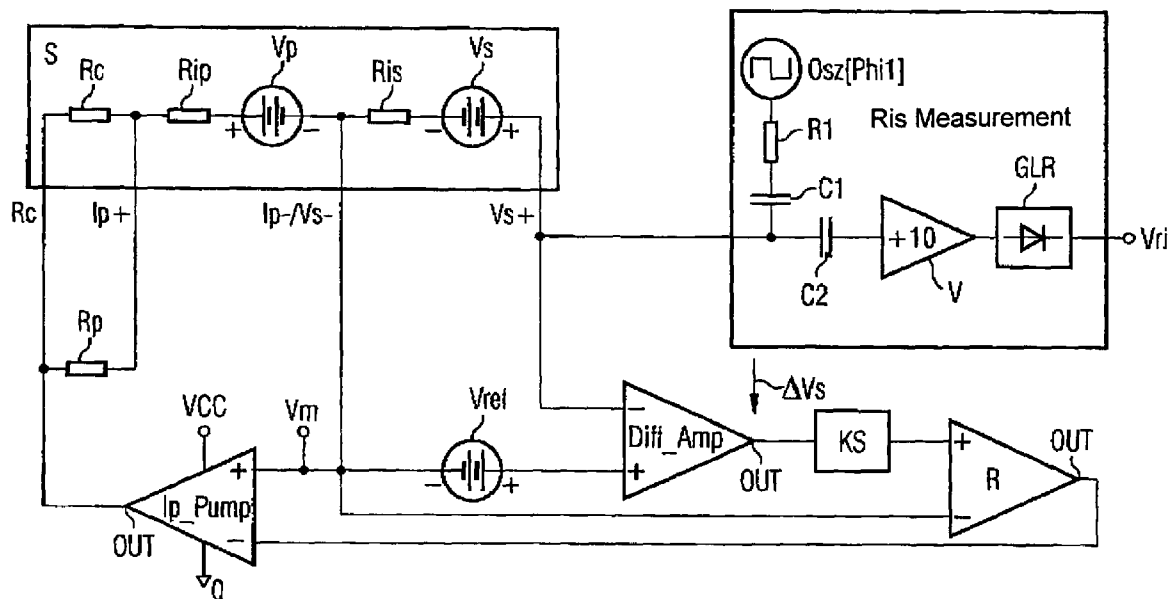 S
Rc
Rip
Vp
Ris
Vs
+
-
-
+
Osz[Phi1]
Ris Measurement
R1
C1
GLR
+10
V
C2
Vri
Rc
Ip+
Ip-/Vs-
Vs+
Rp
VCC
Vm
Vref
ΔVs
-
Diff_Amp
+
OUT
KS
+
R
-
OUT
+
Ip_Pump
-
OUT
-
+
0